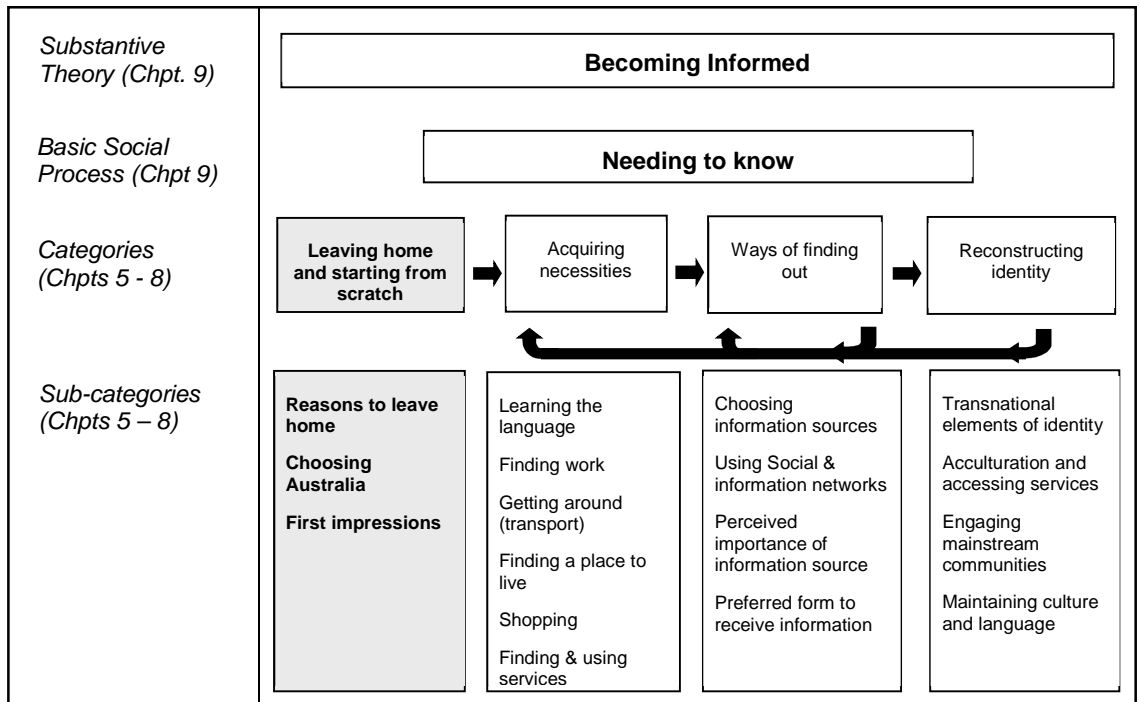 Substantive
Theory (Chpt. 9)
Becoming Informed
Basic Social
Process (Chpt 9)
Needing to know
Categories
(Chpts 5 - 8)
Leaving home
and starting from
scratch
Acquiring
necessities
Ways of finding
out
Reconstructing
identity
Sub-categories
(Chpts 5 – 8)
Reasons to leave
home
Choosing
Australia
First impressions
Learning the
language
Finding work
Getting around
(transport)
Finding a place to
live
Shopping
Finding & using
services
Choosing
information sources
Using Social &
information networks
Perceived
importance of
information source
Preferred form to
receive information
Transnational
elements of identity
Acculturation and
accessing services
Engaging
mainstream
communities
Maintaining culture
and language